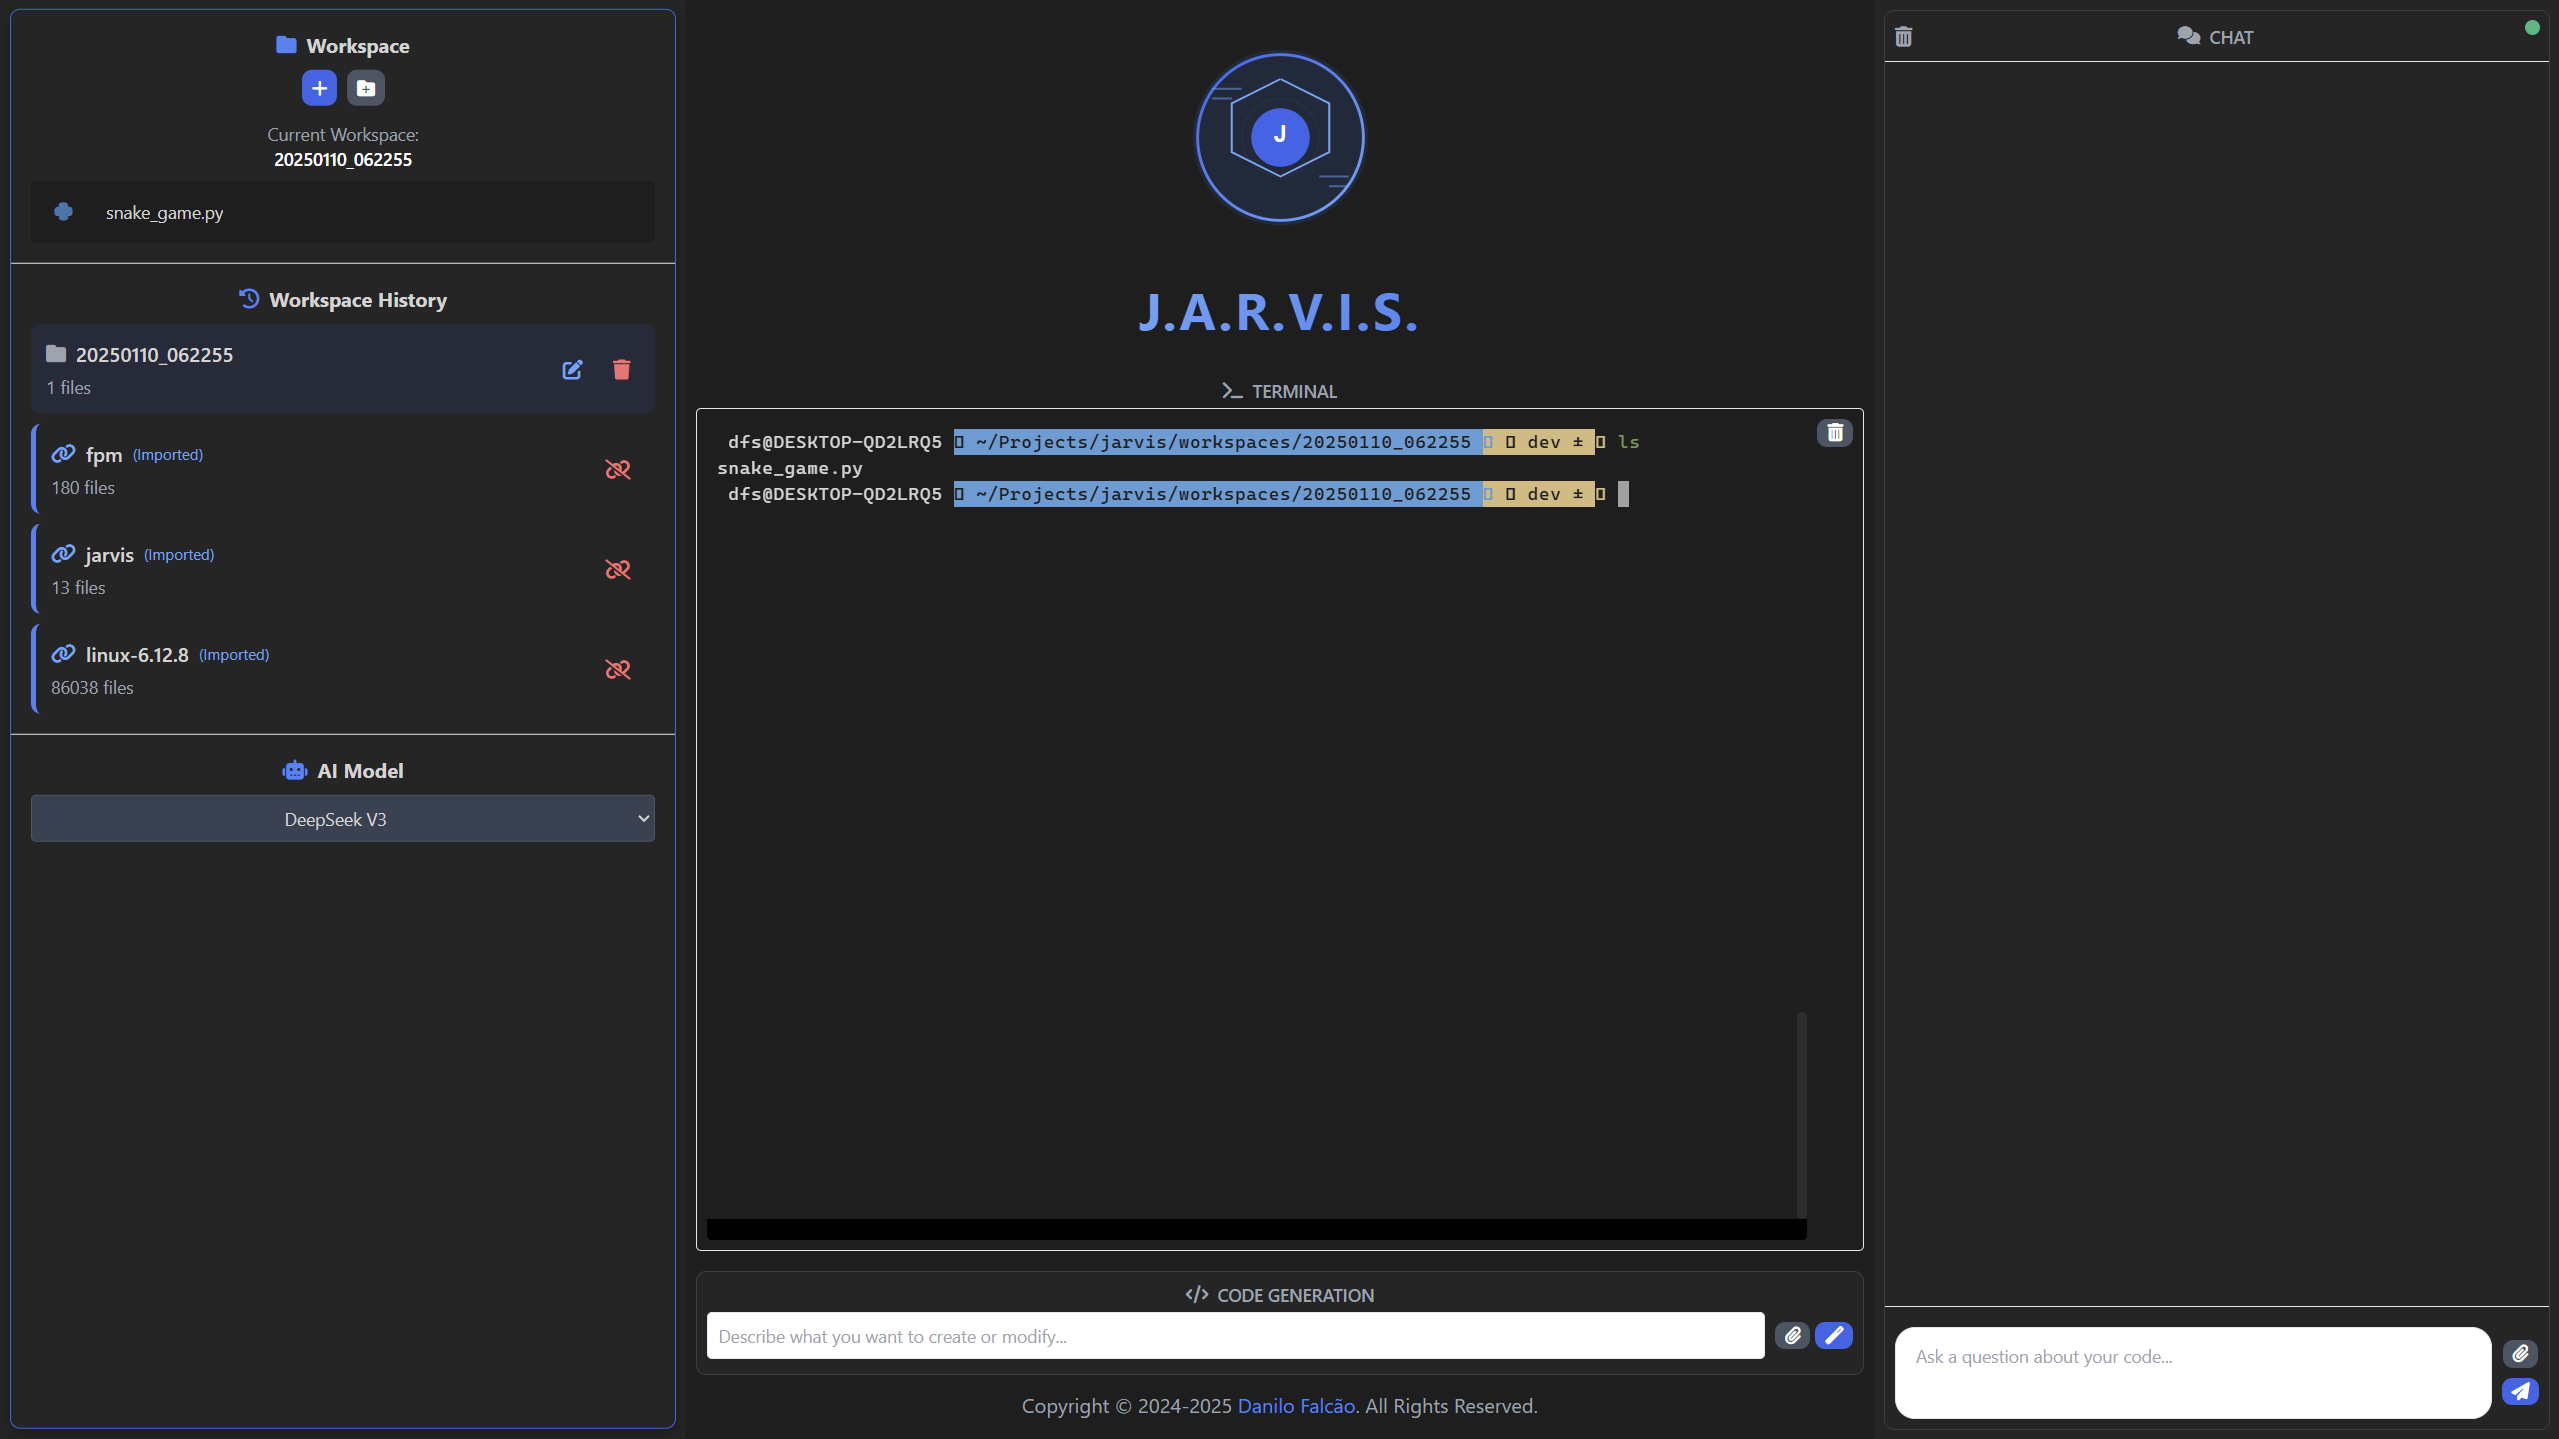 Workspace
Current Workspace:
20250110_062255
snake_game.py
Workspace History
20250110_062255
1 files
fpm (Imported)
180 files
jarvis (Imported)
13 files
linux-6.12.8 (Imported)
86038 files
AI Model
DeepSeek V3
J
J.A.R.V.I.S.
TERMINAL
dfs@DESKTOP-QD2LRQ5 ~/Projects/jarvis/workspaces/20250110_062255 dev ± ls
snake_game.py
dfs@DESKTOP-QD2LRQ5 ~/Projects/jarvis/workspaces/20250110_062255 dev ±
CODE GENERATION
Describe what you want to create or modify...
Copyright © 2024-2025 Danilo Falcão. All Rights Reserved.
CHAT
Ask a question about your code...